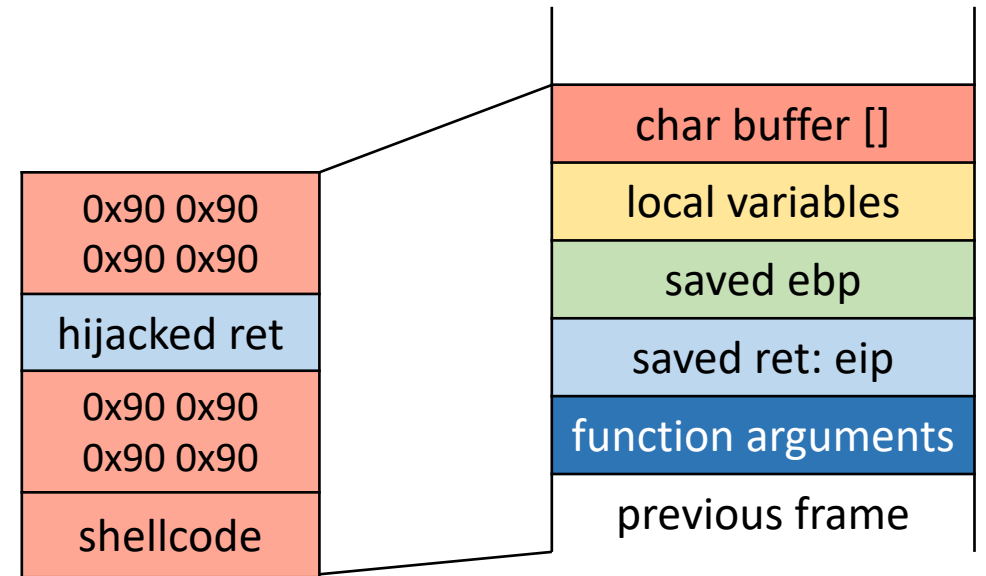 0x90 0x90
0x90 0x90
hijacked ret
0x90 0x90
0x90 0x90
shellcode
char buffer []
local variables
saved ebp
saved ret: eip
function arguments
previous frame